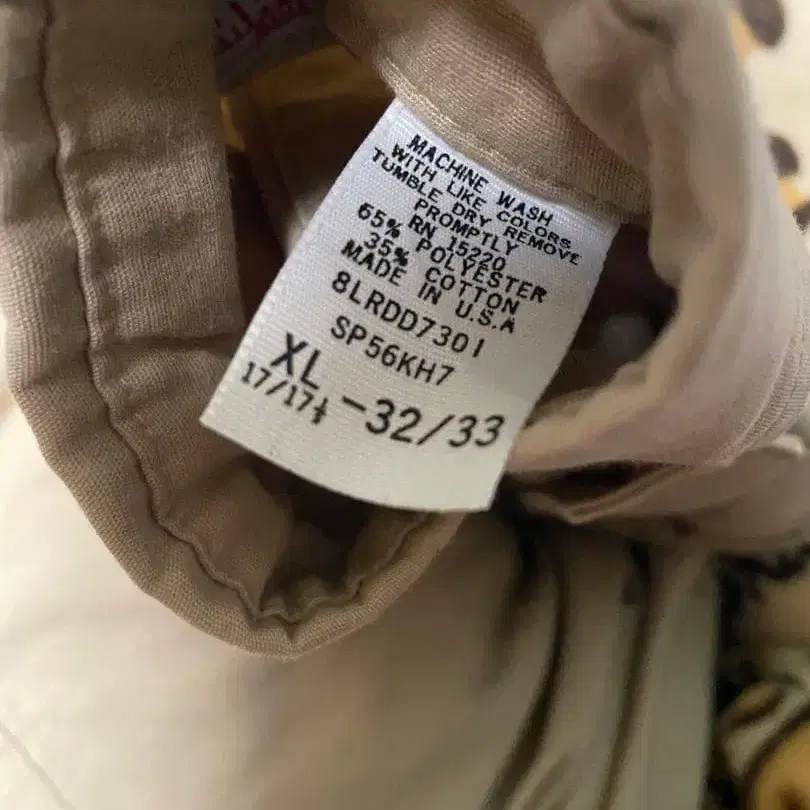 MACHINE WASH
WITH LIKE COLORS
TUMBLE DRY REMOVE
PROMPTLY
RN 15220
65% POLYESTER
35% COTTON
MADE IN U.S.A
8LRDD7301
SP56KH7
XL
17/17½ -32/33